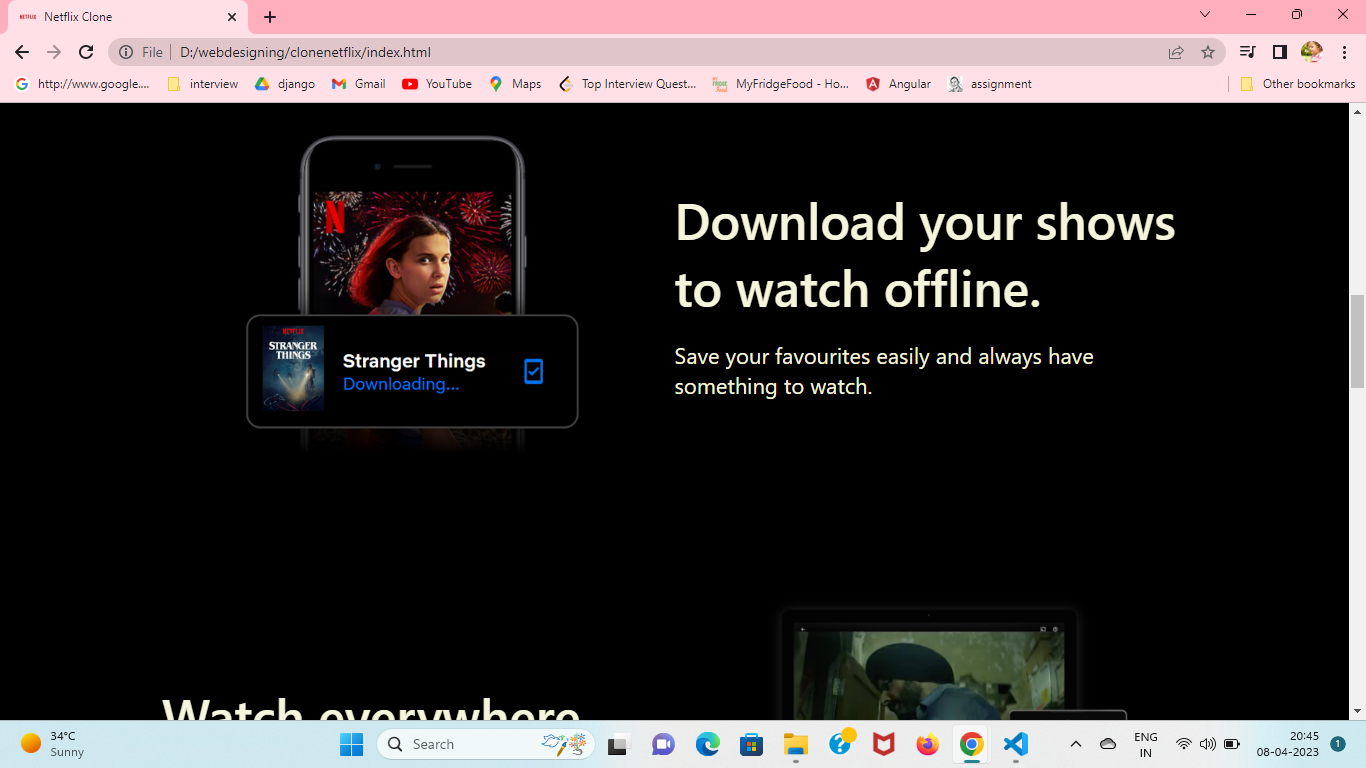 NETFLIX Netflix Clone
File D:/webdesigning/clonenetflix/index.html
http://www.google.... interview django Gmail YouTube Maps Top Interview Quest... MyFridgeFood - Ho... Angular assignment Other bookmarks
N
NETFLIX
STRANGER
THINGS
Stranger Things
Downloading...
Download your shows
to watch offline.
Save your favourites easily and always have
something to watch.
Watch everywhere
34°C
Sunny
Search
ENG
IN
20:45
08-04-2023
1